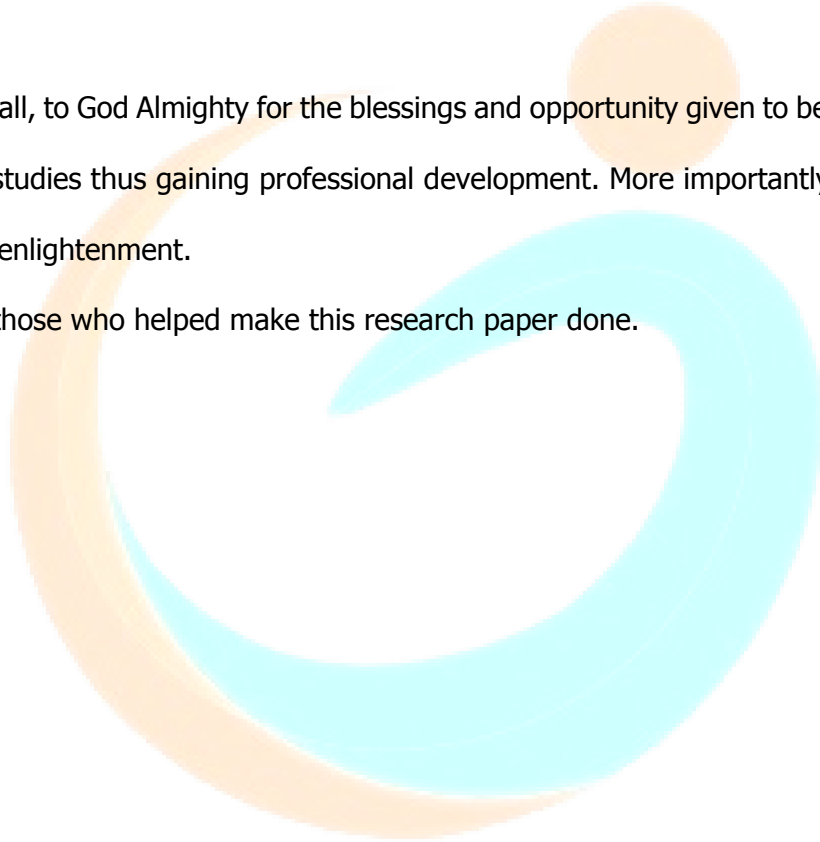 all, to God Almighty for the blessings and opportunity given to be
studies thus gaining professional development. More importantly,
enlightenment.
those who helped make this research paper done.